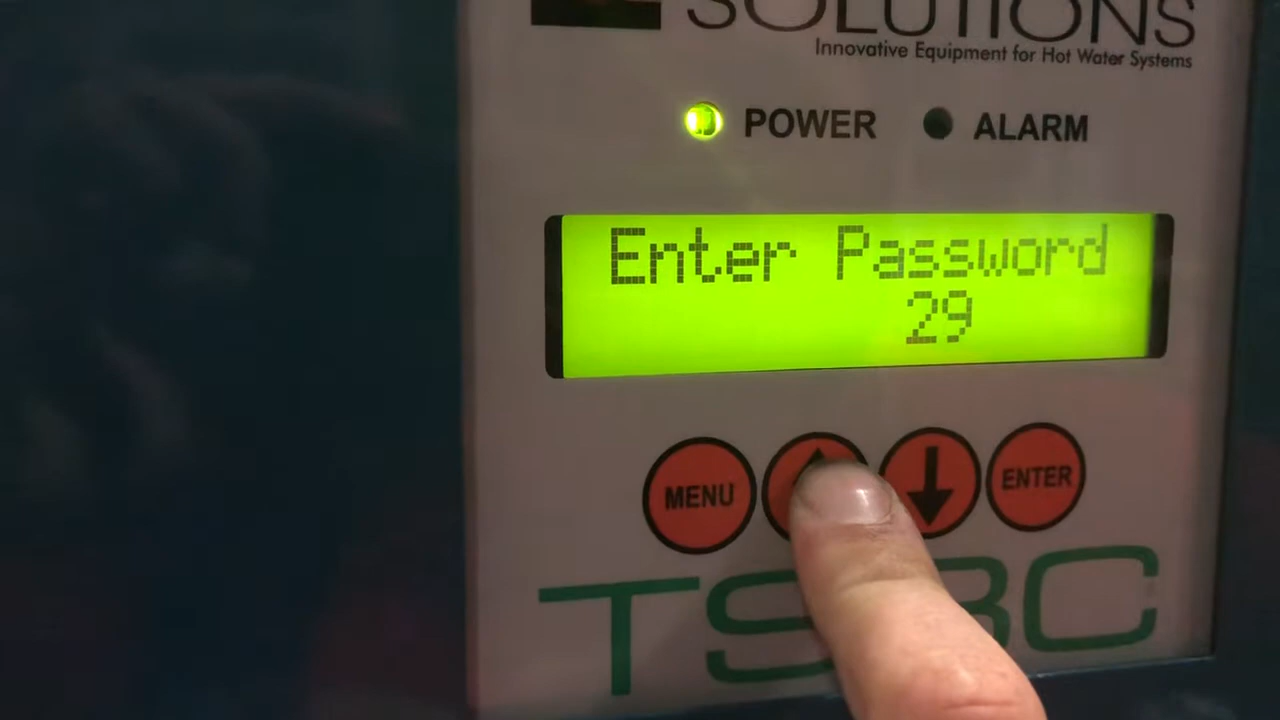 SOLUTIONS
Innovative Equipment for Hot Water Systems
POWER ALARM
Enter Password
29
MENU ENTER